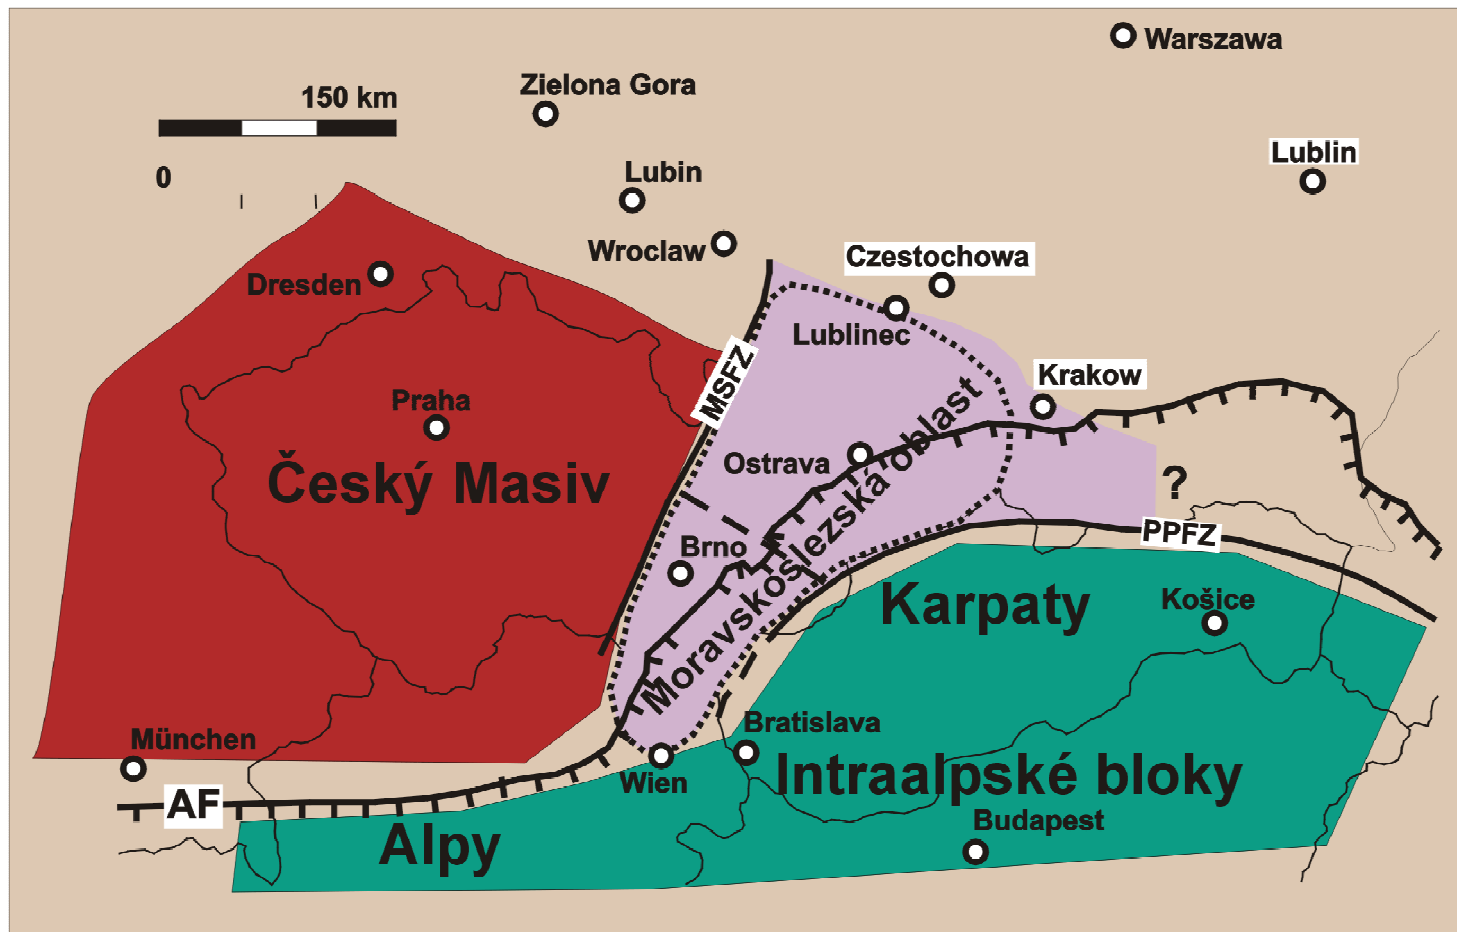 Warszawa
Zielona Gora
150 km
0
Lublin
Lubin
Wroclaw
Czestochowa
Dresden
Lublinec
MSFZ
Krakow
Praha
Ostrava
Český Masiv
Moravskoslezská oblast
?
PPFZ
Brno
Karpaty
Košice
Bratislava
München
Wien
Intraalpské bloky
AF
Budapest
Alpy